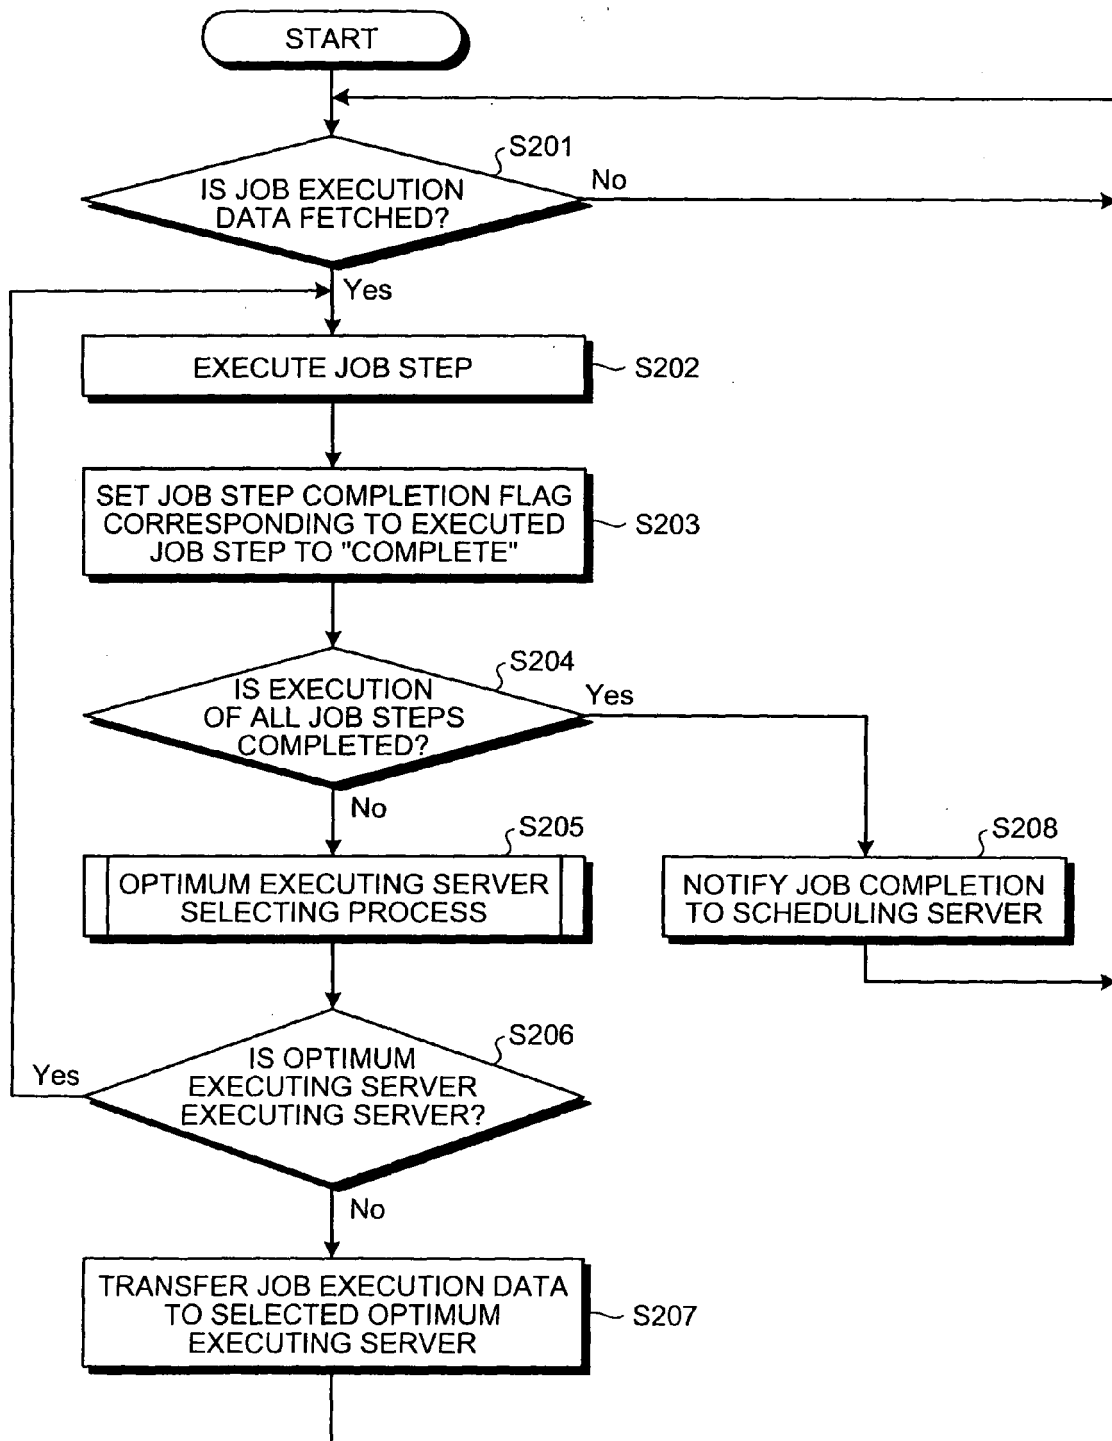 START
S201
IS JOB EXECUTION
DATA FETCHED?
No
Yes
EXECUTE JOB STEP
S202
SET JOB STEP COMPLETION FLAG
CORRESPONDING TO EXECUTED
JOB STEP TO "COMPLETE"
S203
S204
IS EXECUTION
OF ALL JOB STEPS
COMPLETED?
Yes
No
S205
OPTIMUM EXECUTING SERVER
SELECTING PROCESS
S208
NOTIFY JOB COMPLETION
TO SCHEDULING SERVER
S206
IS OPTIMUM
EXECUTING SERVER
EXECUTING SERVER?
Yes
No
TRANSFER JOB EXECUTION DATA
TO SELECTED OPTIMUM
EXECUTING SERVER
S207